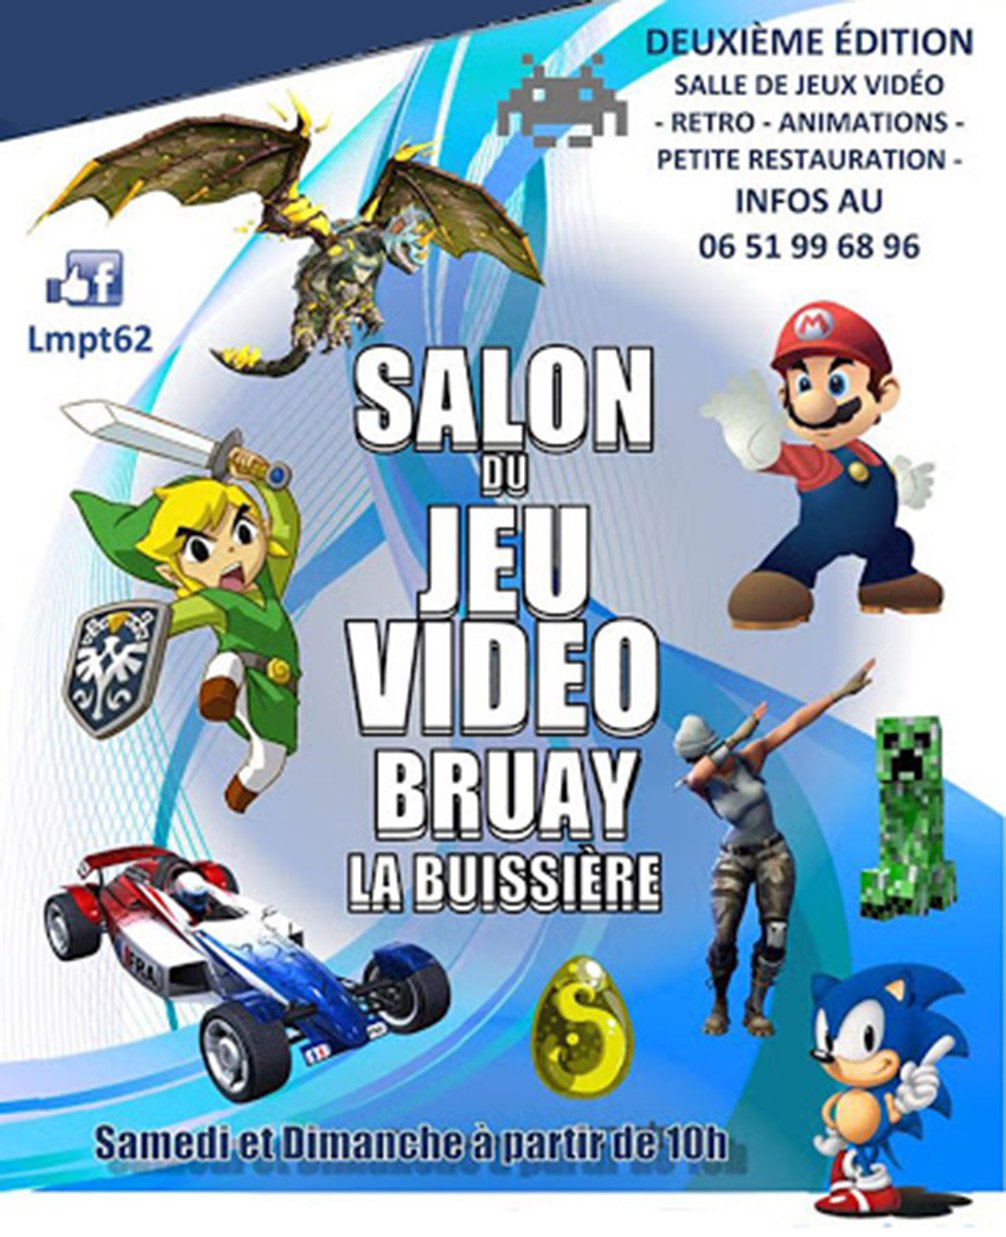 DEUXIÈME ÉDITION
SALLE DE JEUX VIDÉO
- RETRO - ANIMATIONS -
PETITE RESTAURATION -
INFOS AU
06 51 99 68 96
f
Lmpt62
M
SALON
DU
JEU
VIDEO
BRUAY
LA BUISSIÈRE
FRA
S
Samedi et Dimanche à partir de 10h